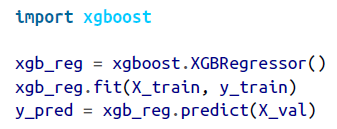 import xgboost
xgb_reg = xgboost.XGBRegressor()
xgb_reg.fit(X_train, y_train)
y_pred = xgb_reg.predict(X_val)